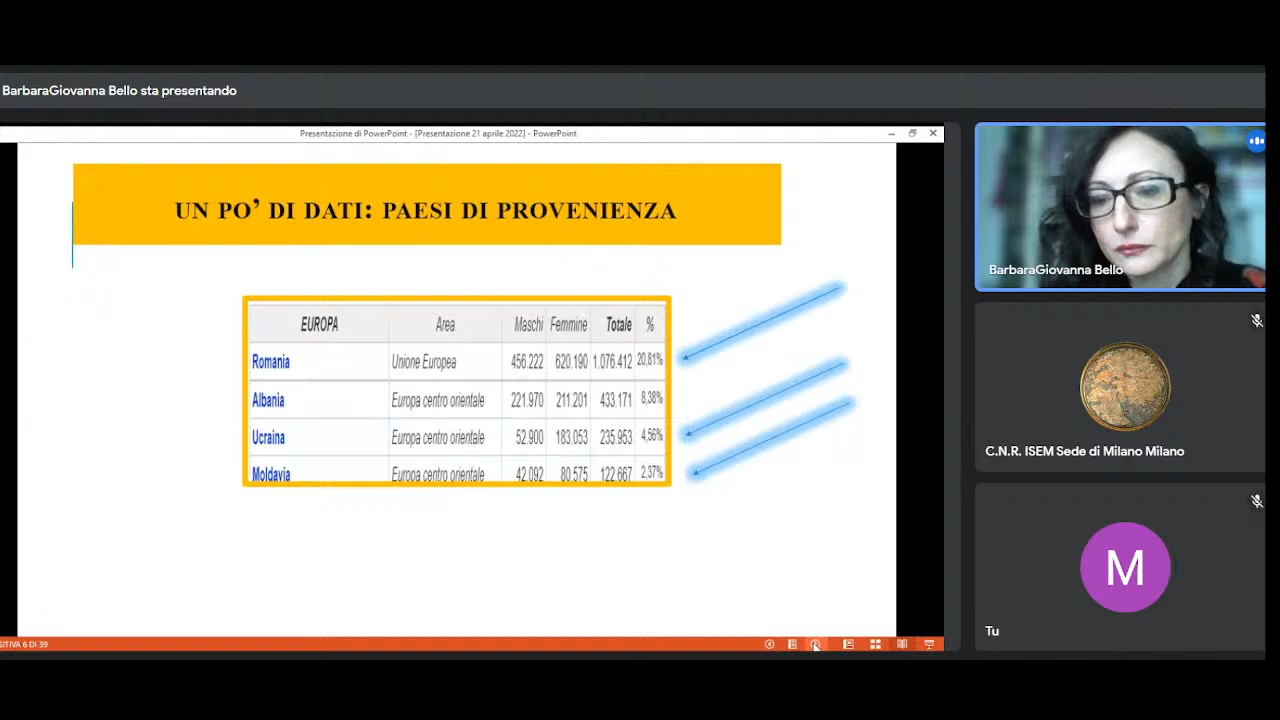 BarbaraGiovanna Bello sta presentando
Presentazione di PowerPoint - [Presentazione 21 aprile 2022] - PowerPoint
UN PO’ DI DATI: PAESI DI PROVENIENZA
EUROPA Area Maschi Femmine Totale %
Romania Unione Europea 456.222 620.190 1.076.412 20,81%
Albania Europa centro orientale 221.970 211.201 433.171 8,38%
Ucraina Europa centro orientale 52.900 183.053 235.953 4,56%
Moldavia Europa centro orientale 42.092 80.575 122.667 2,37%
SITIVA 6 DI 39
BarbaraGiovanna Bello
C.N.R. ISEM Sede di Milano Milano
M
Tu